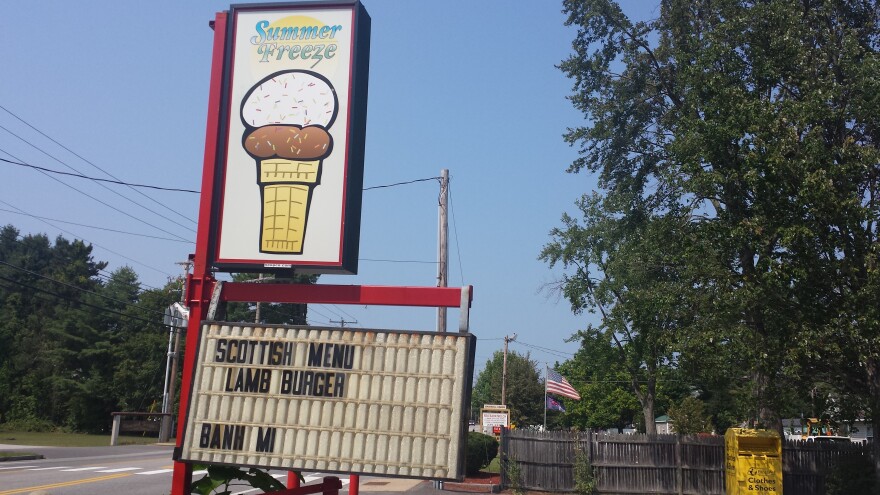 Summer
Freeze
SCOTTISH MENU
LAMB BURGER
BANH MI
Clothes
& Shoes